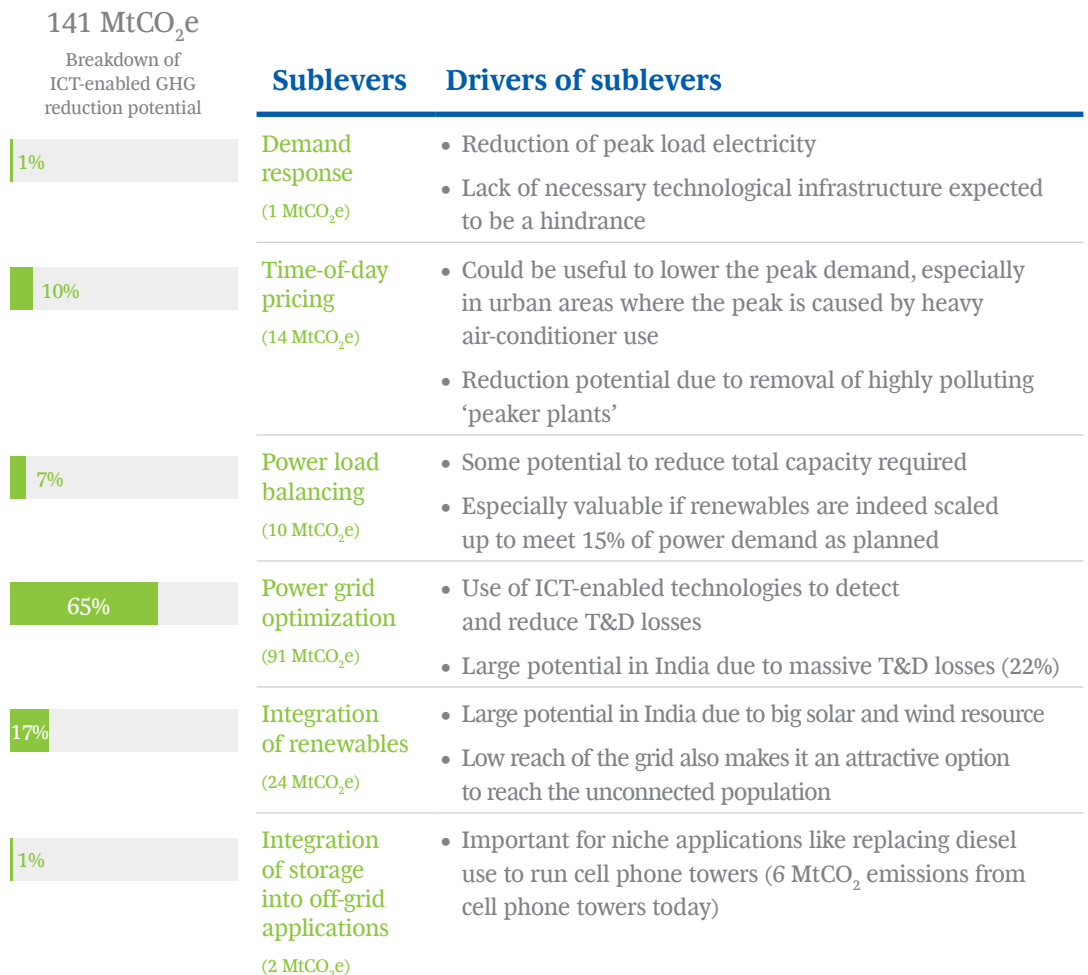 141 MtCO₂e
Breakdown of
ICT-enabled GHG
reduction potential
Sublevers
Drivers of sublevers
1%
Demand
response
(1 MtCO₂e)
• Reduction of peak load electricity
• Lack of necessary technological infrastructure expected
to be a hindrance
10%
Time-of-day
pricing
(14 MtCO₂e)
• Could be useful to lower the peak demand, especially
in urban areas where the peak is caused by heavy
air-conditioner use
• Reduction potential due to removal of highly polluting
‘peaker plants’
7%
Power load
balancing
(10 MtCO₂e)
• Some potential to reduce total capacity required
• Especially valuable if renewables are indeed scaled
up to meet 15% of power demand as planned
65%
Power grid
optimization
(91 MtCO₂e)
• Use of ICT-enabled technologies to detect
and reduce T&D losses
• Large potential in India due to massive T&D losses (22%)
17%
Integration
of renewables
(24 MtCO₂e)
• Large potential in India due to big solar and wind resource
• Low reach of the grid also makes it an attractive option
to reach the unconnected population
1%
Integration
of storage
into off-grid
applications
(2 MtCO₂e)
• Important for niche applications like replacing diesel
use to run cell phone towers (6 MtCO₂ emissions from
cell phone towers today)